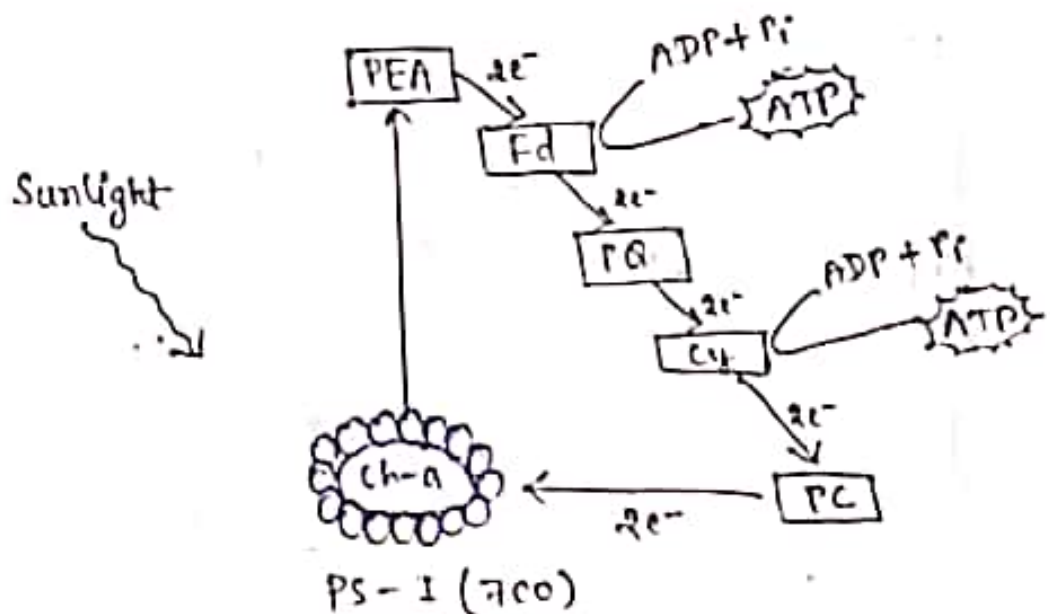 PEA
2e⁻
ADP + Pi
ATP
Fd
Sunlight
2e⁻
PQ
ADP + Pi
ATP
2e⁻
Cy
2e⁻
Ch-a
PC
2e⁻
PS - I (700)